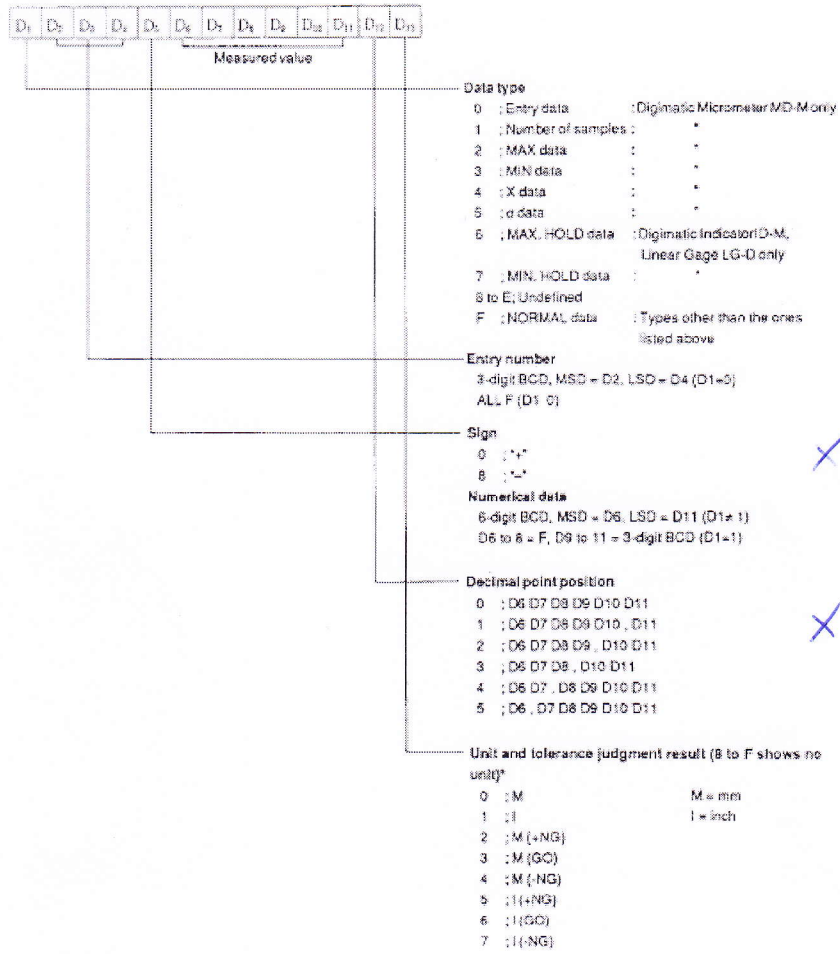 D1 D2 D3 D4 D5 D6 D7 D8 D9 D10 D11 D12 D13
Measured value
Data type
0 ; Entry data : Digimatic Micrometer MD-M only
1 ; Number of samples : "
2 ; MAX data : "
3 ; MIN data : "
4 ; X data : "
5 ; σ data : "
6 ; MAX. HOLD data : Digimatic Indicator ID-M,
Linear Gage LG-D only
7 ; MIN. HOLD data : "
8 to E; Undefined
F ; NORMAL data : Types other than the ones
listed above
Entry number
3-digit BCD, MSD = D2, LSD = D4 (D1=0)
ALL F (D1 0)
Sign
0 ; "+"
8 ; "–"
Numerical data
6-digit BCD, MSD = D6, LSD = D11 (D1≠ 1)
D6 to 8 = F, D9 to 11 = 3-digit BCD (D1=1)
Decimal point position
0 ; D6 D7 D8 D9 D10 D11
1 ; D6 D7 D8 D9 D10 . D11
2 ; D6 D7 D8 D9 . D10 D11
3 ; D6 D7 D8 . D10 D11
4 ; D6 D7 . D8 D9 D10 D11
5 ; D6 . D7 D8 D9 D10 D11
Unit and tolerance judgment result (8 to F shows no
unit)*
0 ; M M = mm
1 ; I I = inch
2 ; M (+NG)
3 ; M (GO)
4 ; M (-NG)
5 ; I (+NG)
6 ; I (GO)
7 ; I (-NG)